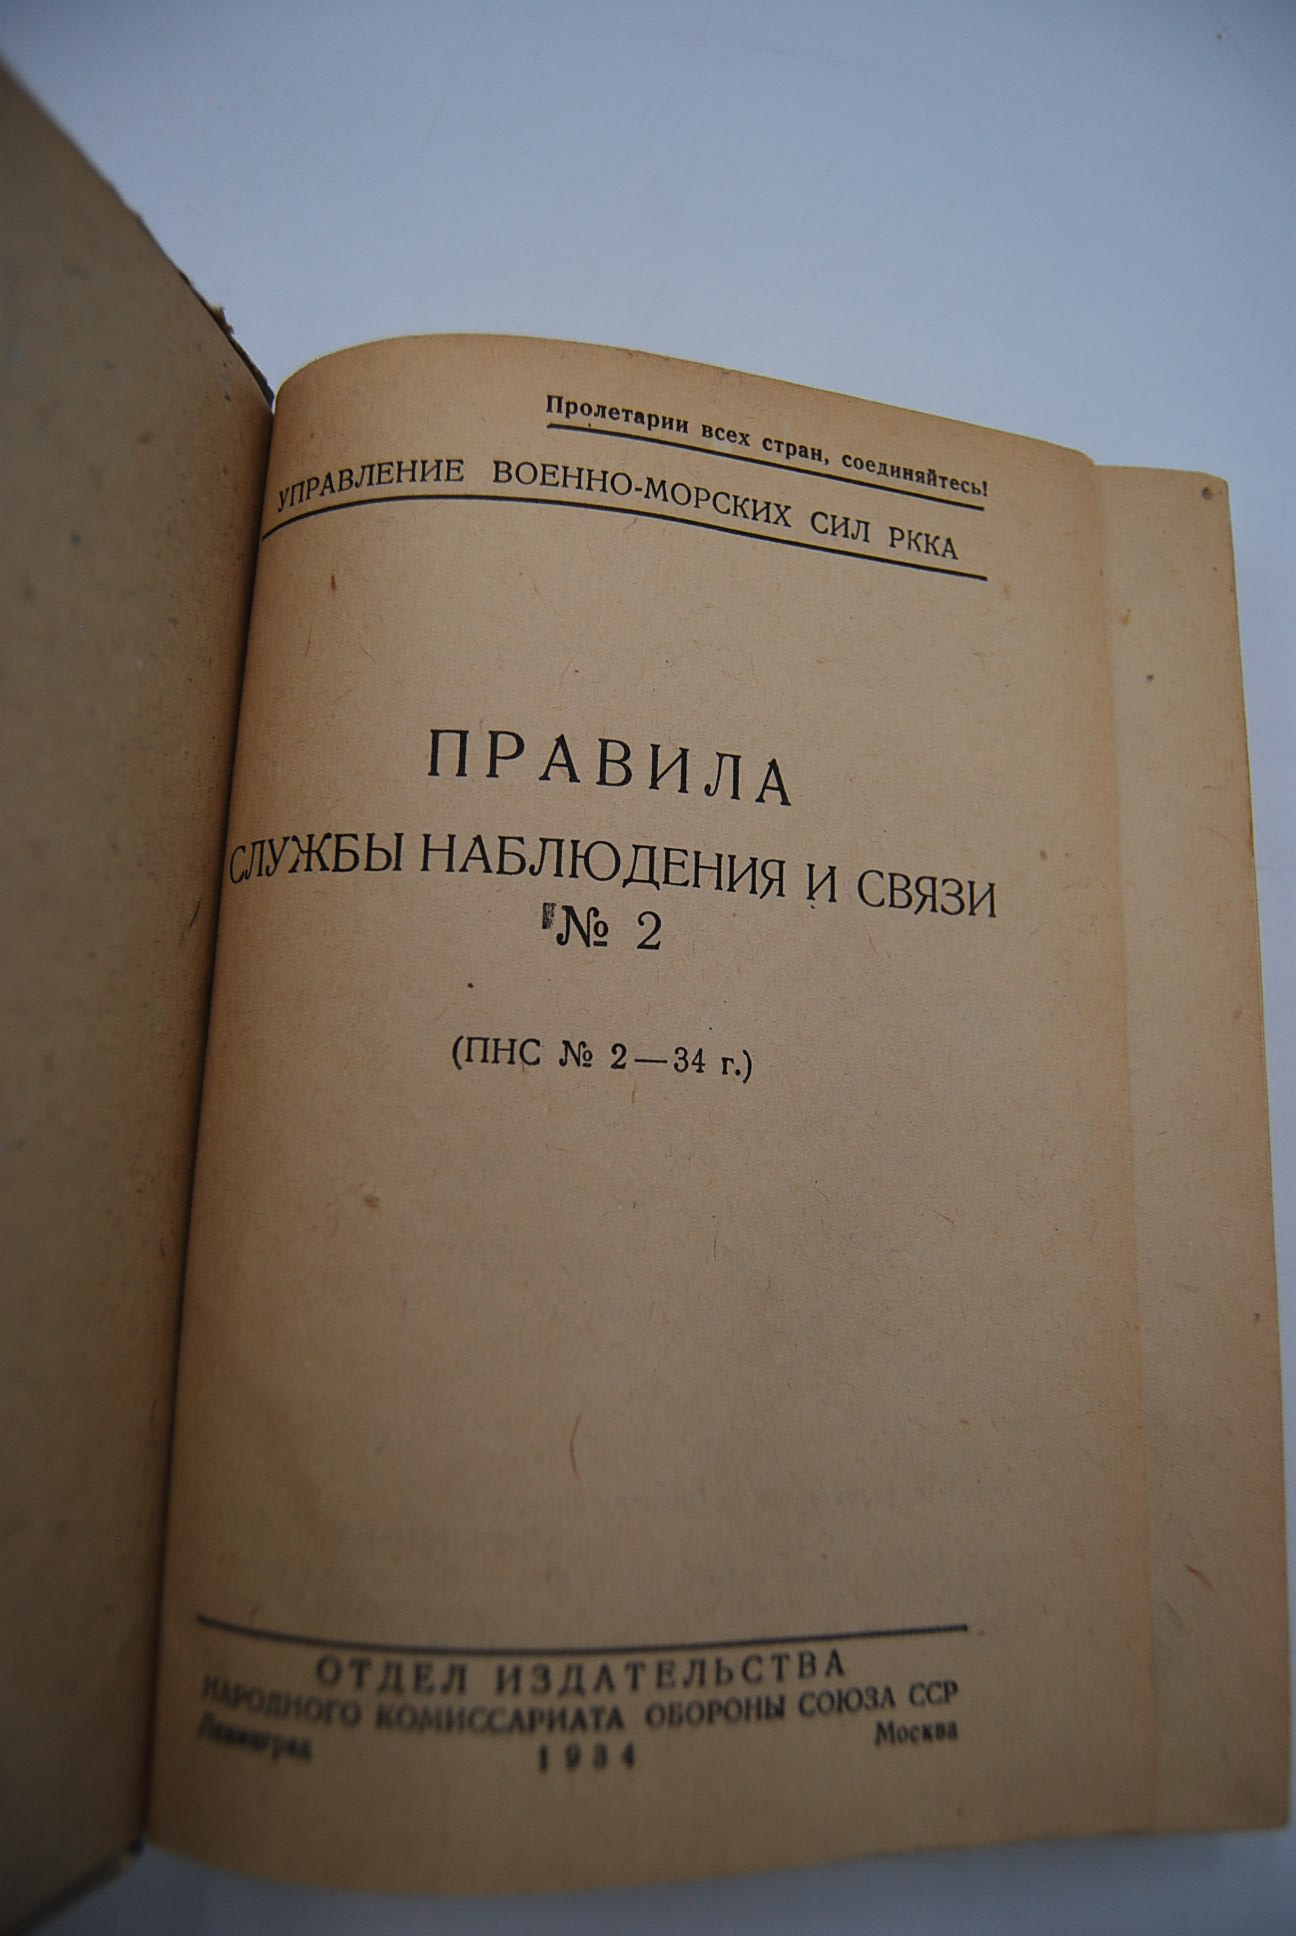 Пролетарии всех стран, соединяйтесь!
УПРАВЛЕНИЕ ВОЕННО-МОРСКИХ СИЛ РККА
ПРАВИЛА
СЛУЖБЫ НАБЛЮДЕНИЯ И СВЯЗИ
№ 2
(ПНС № 2—34 г.)
ОТДЕЛ ИЗДАТЕЛЬСТВА
НАРОДНОГО КОМИССАРИАТА ОБОРОНЫ СОЮЗА ССР
Ленинград 1934 Москва